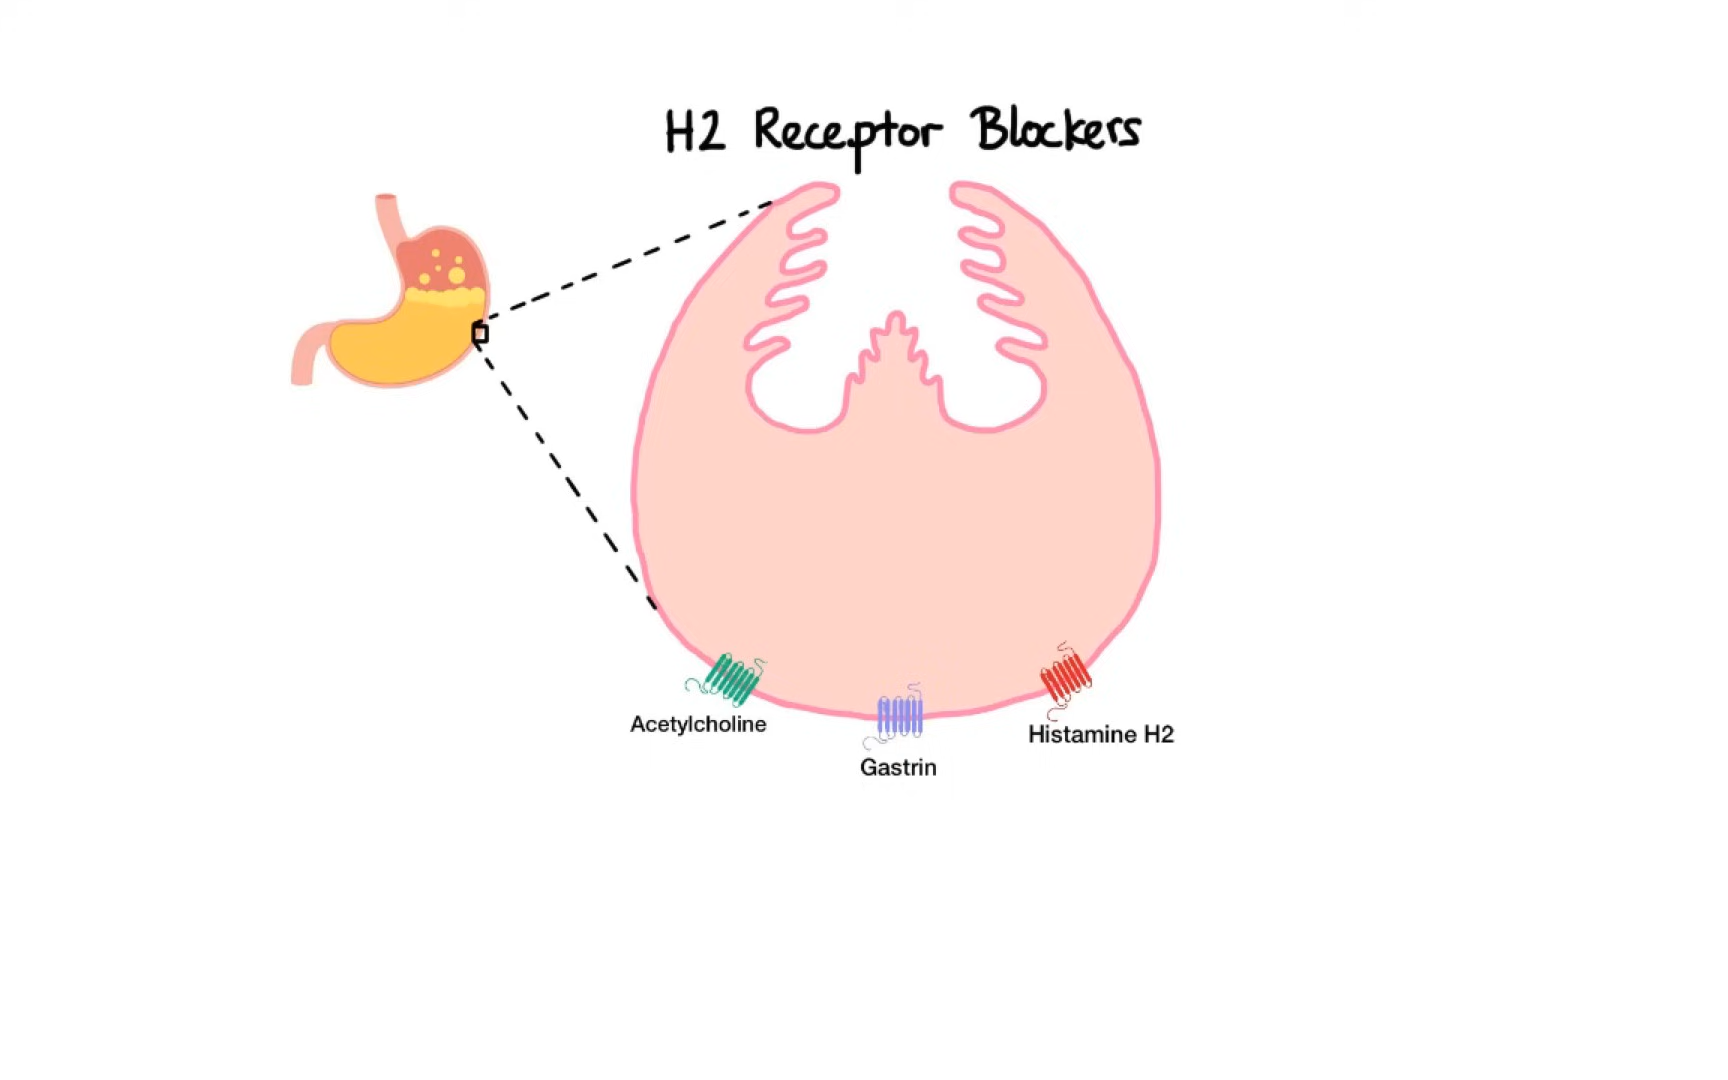 H2 Receptor Blockers
Acetylcholine
Gastrin
Histamine H2